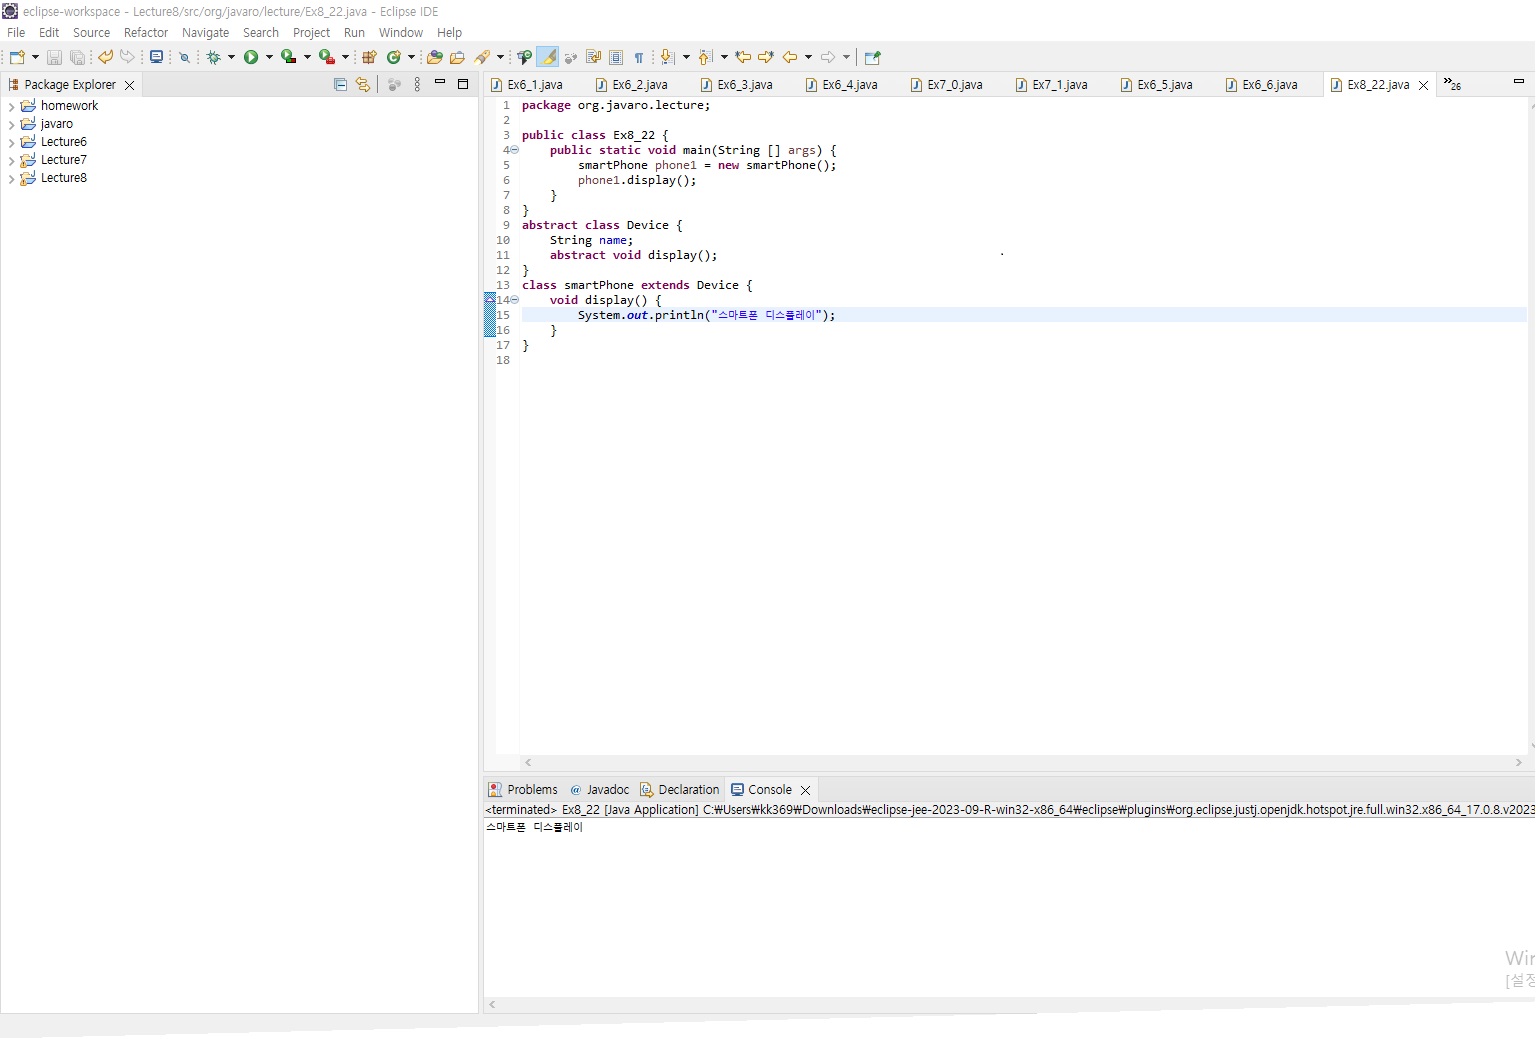 eclipse-workspace - Lecture8/src/org/javaro/lecture/Ex8_22.java - Eclipse IDE
File Edit Source Refactor Navigate Search Project Run Window Help
Package Explorer
homework
javaro
Lecture6
Lecture7
Lecture8
Ex6_1.java Ex6_2.java Ex6_3.java Ex6_4.java Ex7_0.java Ex7_1.java Ex6_5.java Ex6_6.java Ex8_22.java »26
1 package org.javaro.lecture;
2
3 public class Ex8_22 {
4 public static void main(String [] args) {
5 smartPhone phone1 = new smartPhone();
6 phone1.display();
7 }
8 }
9 abstract class Device {
10 String name;
11 abstract void display();
12 }
13 class smartPhone extends Device {
14 void display() {
15 System.out.println("스마트폰 디스플레이");
16 }
17 }
18
Problems @ Javadoc Declaration Console
<terminated> Ex8_22 [Java Application] C:₩Users₩kk369₩Downloads₩eclipse-jee-2023-09-R-win32-x86_64₩eclipse₩plugins₩org.eclipse.justj.openjdk.hotspot.jre.full.win32.x86_64_17.0.8.v2023
스마트폰 디스플레이
Wir
[설정